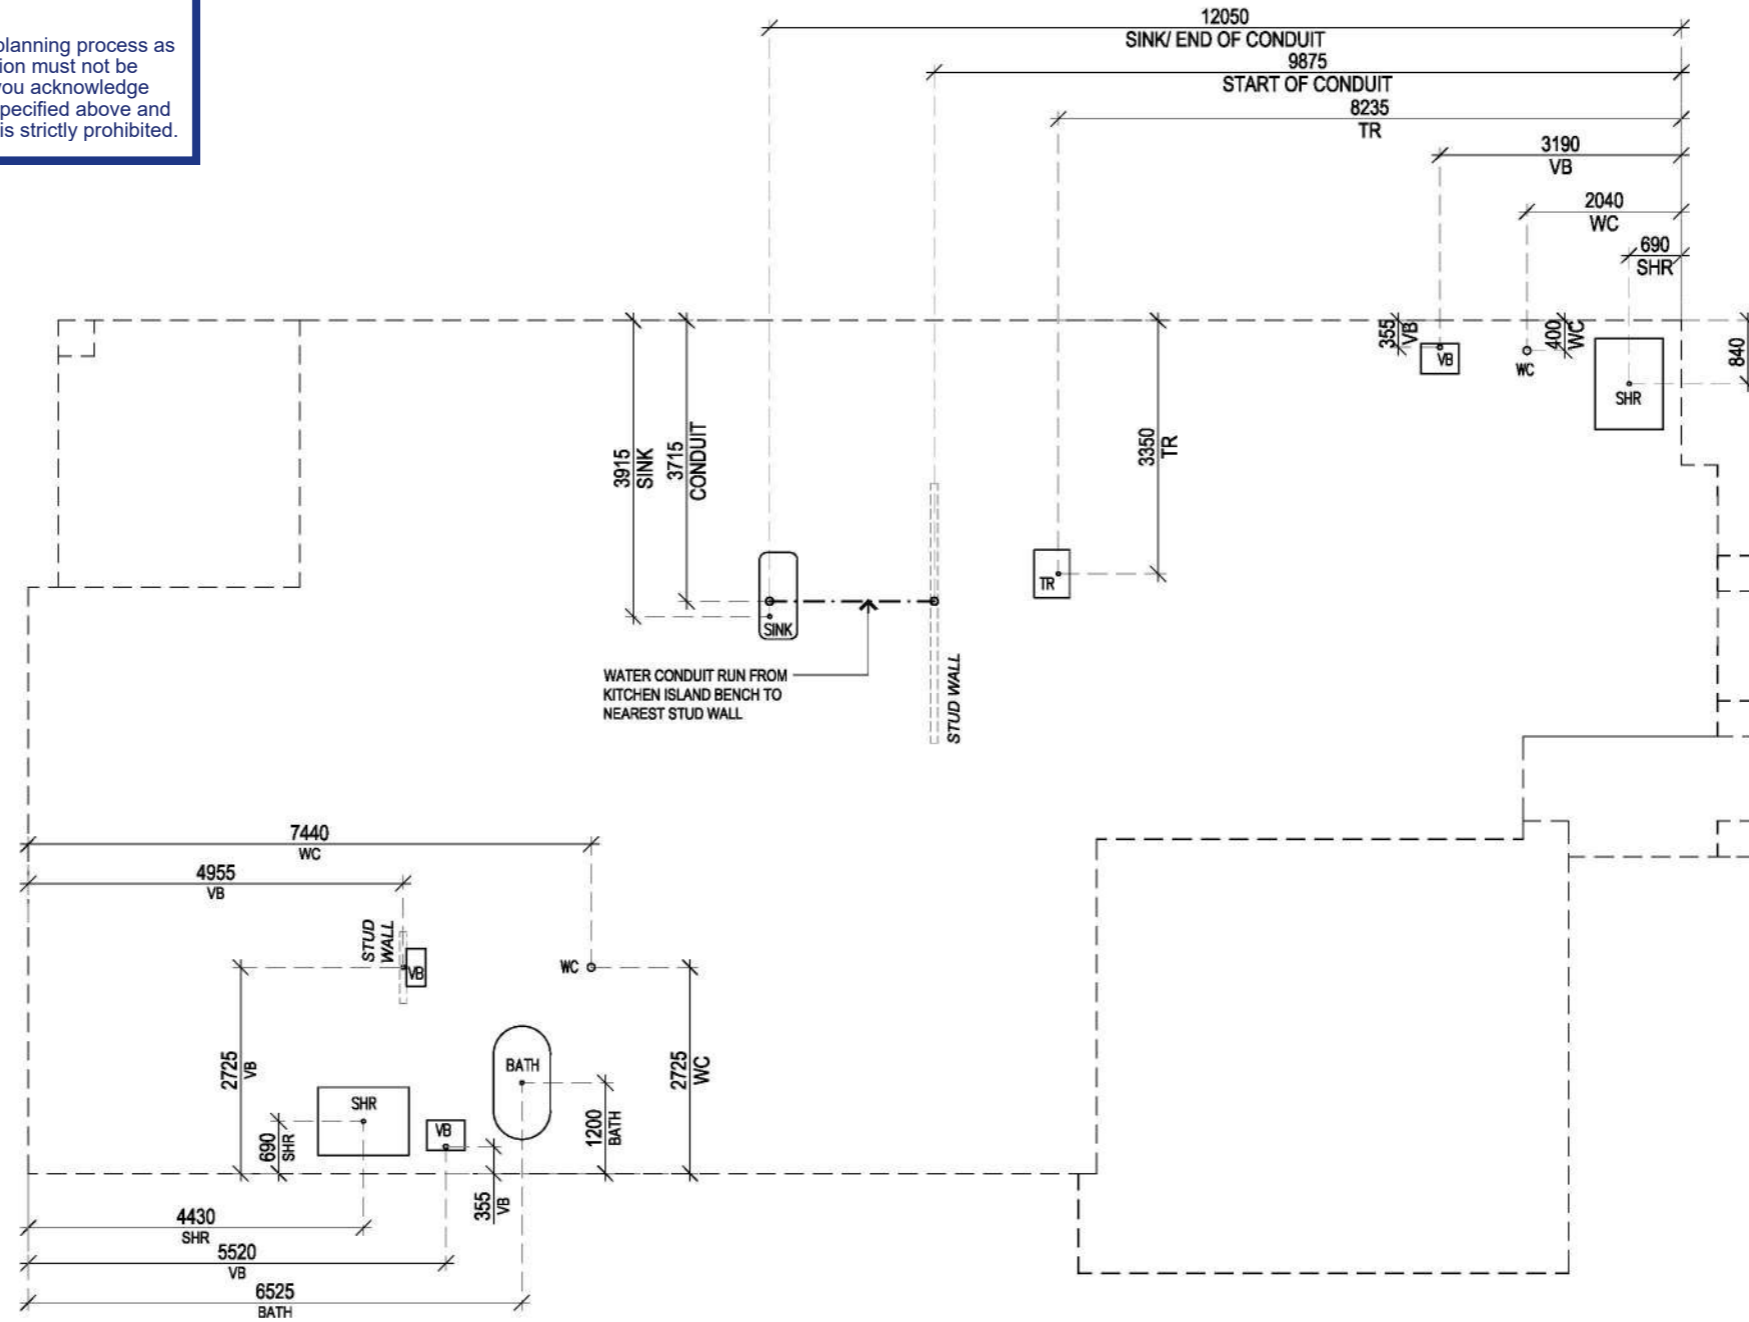 planning process as
ion must not be
you acknowledge
specified above and
is strictly prohibited.
12050
SINK/ END OF CONDUIT
9875
START OF CONDUIT
8235
TR
3190
VB
2040
WC
690
SHR
355
VB
400
WC
840
VB
WC
SHR
3915
SINK
3715
CONDUIT
3350
TR
TR
SINK
WATER CONDUIT RUN FROM
KITCHEN ISLAND BENCH TO
NEAREST STUD WALL
STUD WALL
7440
WC
4955
VB
STUD
WALL
VB
WC
2725
VB
BATH
2725
WC
SHR
VB
1200
BATH
690
SHR
355
VB
4430
SHR
5520
VB
6525
BATH